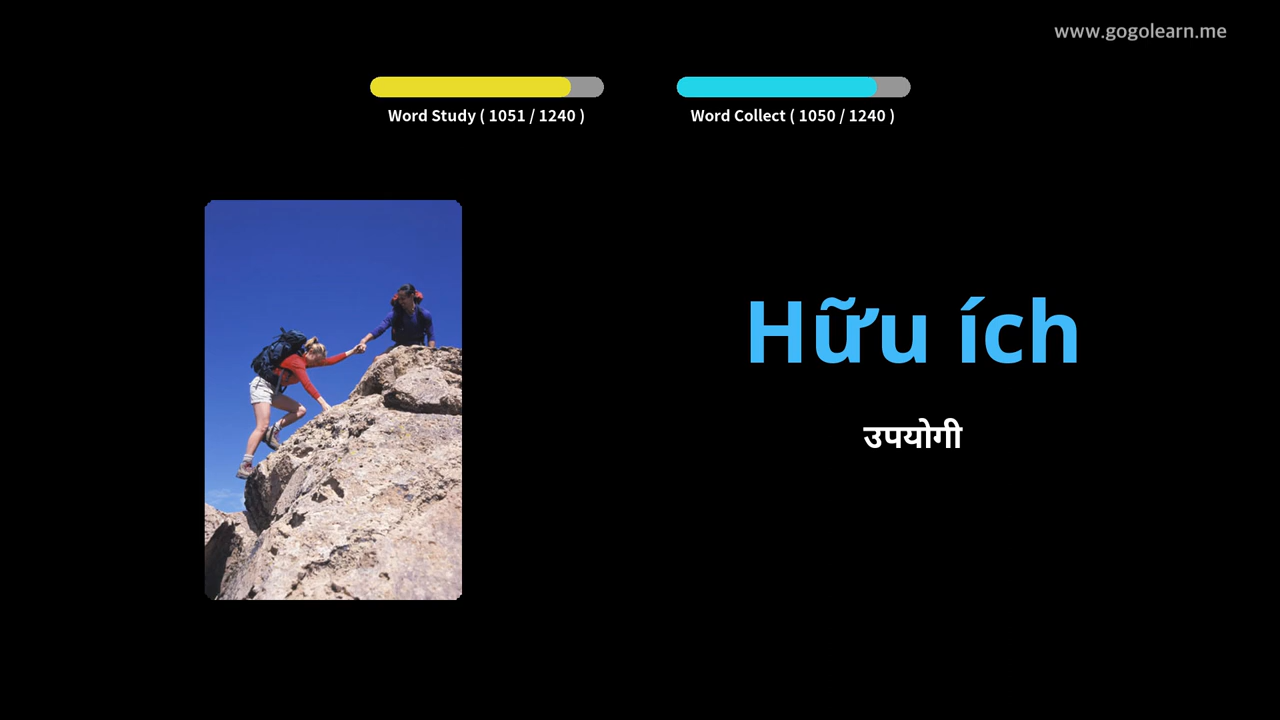 www.gogolearn.me
Word Study ( 1051 / 1240 )
Word Collect ( 1050 / 1240 )
Hữu ích
उपयोगी